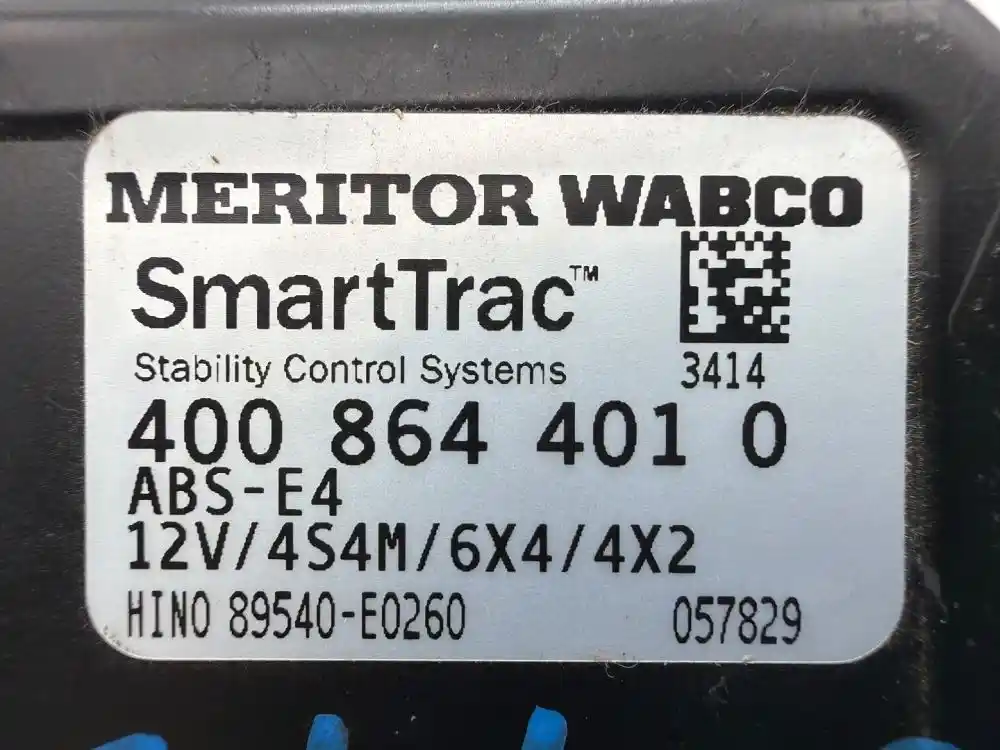 MERITOR WABCO
SmartTrac™
Stability Control Systems
3414
400 864 401 0
ABS-E4
12V/4S4M/6X4/4X2
HINO 89540-E0260 057829